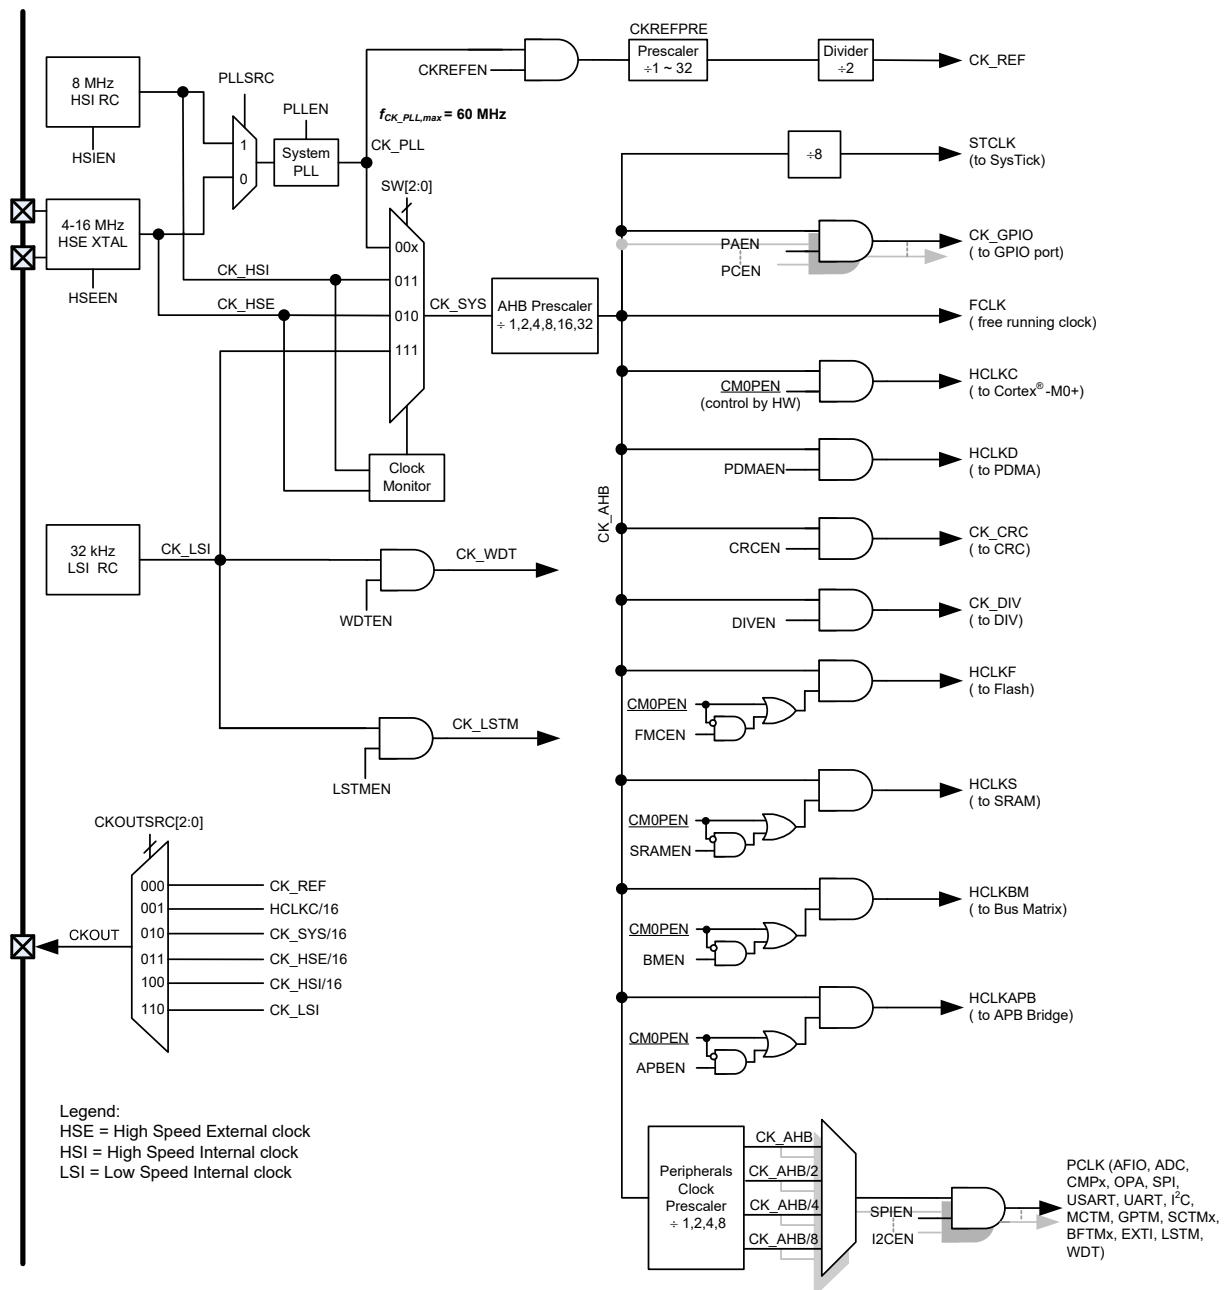 CKREFPRE
Prescaler
÷1 ~ 32
Divider
÷2
CK_REF
CKREFEN
8 MHz
HSI RC
HSIEN
PLLSRC
1
0
PLLEN
System
PLL
fCK_PLL,max = 60 MHz
CK_PLL
÷8
STCLK
(to SysTick)
SW[2:0]
4-16 MHz
HSE XTAL
HSEEN
00x
011
010
111
CK_HSI
CK_HSE
CK_SYS
AHB Prescaler
÷ 1,2,4,8,16,32
PAEN
PCEN
CK_GPIO
( to GPIO port)
FCLK
( free running clock)
CM0PEN
(control by HW)
HCLKC
( to Cortex®-M0+)
Clock
Monitor
PDMAEN
HCLKD
( to PDMA)
CK_AHB
32 kHz
LSI RC
CK_LSI
CK_WDT
WDTEN
CRCEN
CK_CRC
( to CRC)
DIVEN
CK_DIV
( to DIV)
CM0PEN
FMCEN
HCLKF
( to Flash)
CK_LSTM
LSTMEN
CM0PEN
SRAMEN
HCLKS
( to SRAM)
CKOUTSRC[2:0]
000 CK_REF
001 HCLKC/16
010 CK_SYS/16
011 CK_HSE/16
100 CK_HSI/16
110 CK_LSI
CKOUT
CM0PEN
BMEN
HCLKBM
( to Bus Matrix)
CM0PEN
APBEN
HCLKAPB
( to APB Bridge)
Legend:
HSE = High Speed External clock
HSI = High Speed Internal clock
LSI = Low Speed Internal clock
Peripherals
Clock
Prescaler
÷ 1,2,4,8
CK_AHB
CK_AHB/2
CK_AHB/4
CK_AHB/8
SPIEN
I2CEN
PCLK (AFIO, ADC,
CMPx, OPA, SPI,
USART, UART, I²C,
MCTM, GPTM, SCTMx,
BFTMx, EXTI, LSTM,
WDT)